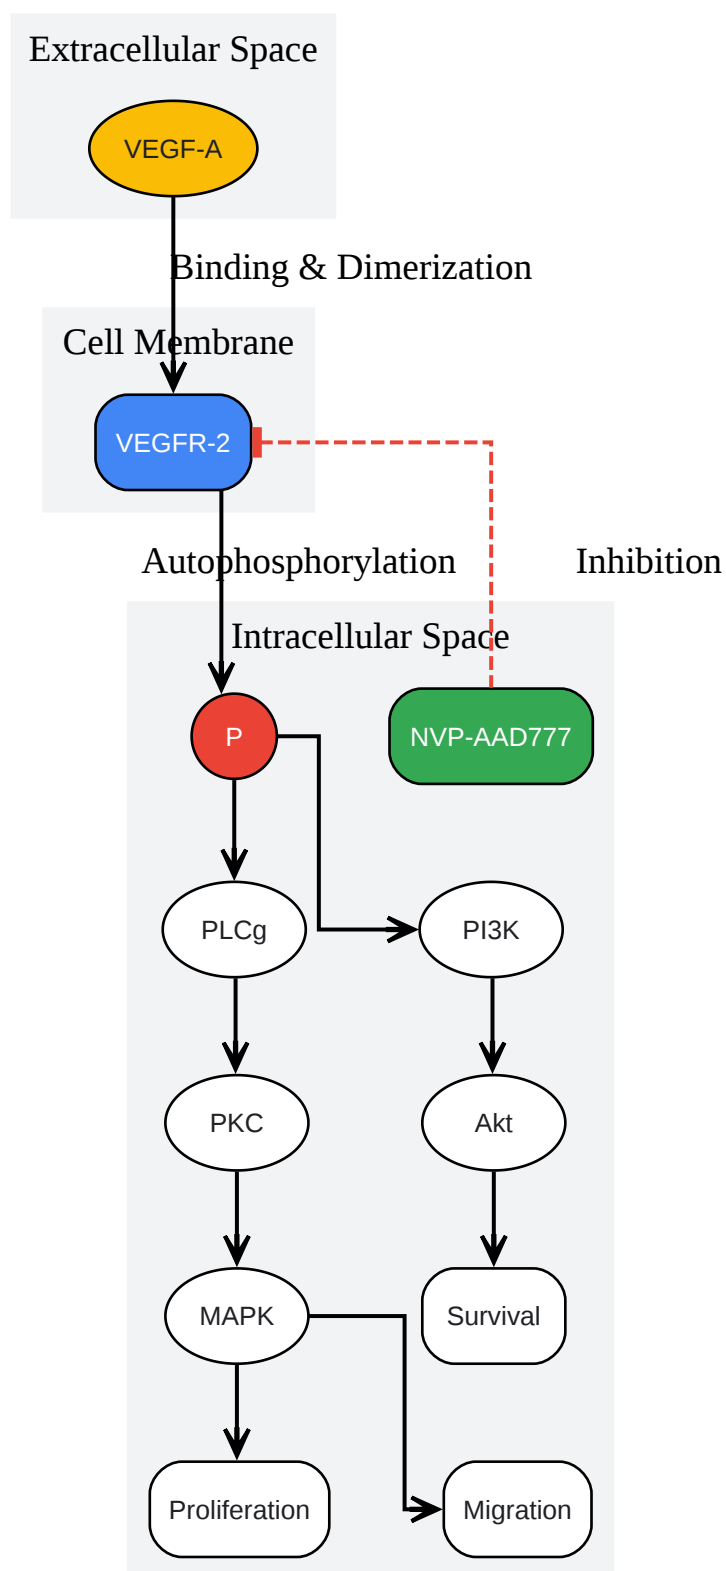 Extracellular Space
VEGF-A
Binding & Dimerization
Cell Membrane
VEGFR-2
Autophosphorylation
Inhibition
Intracellular Space
P
NVP-AAD777
PLCg
PI3K
PKC
Akt
MAPK
Survival
Proliferation
Migration